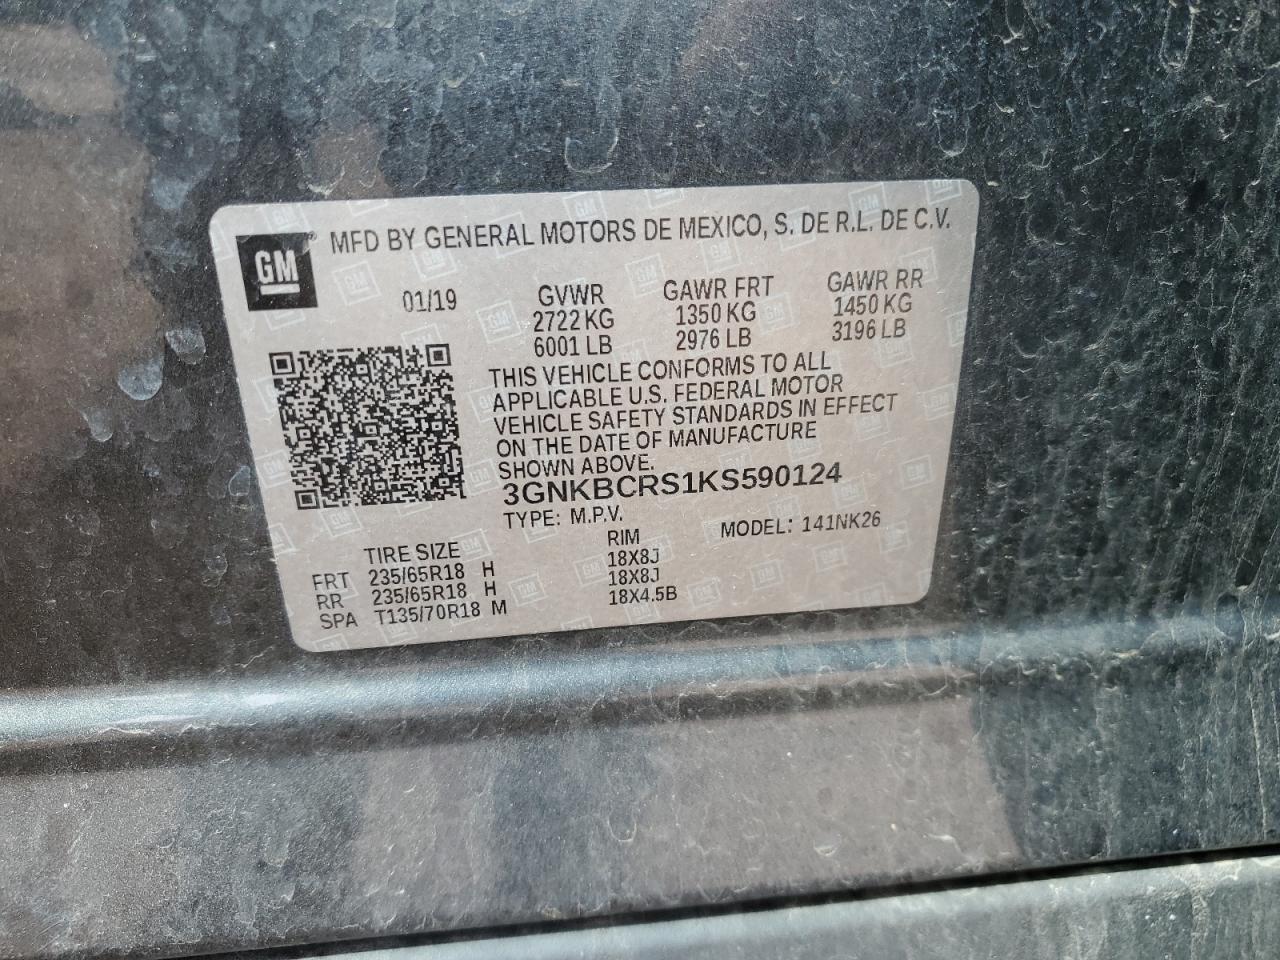 GM
MFD BY GENERAL MOTORS DE MEXICO, S. DE R.L. DE C.V.
01/19 GVWR GAWR FRT GAWR RR
2722 KG 1350 KG 1450 KG
6001 LB 2976 LB 3196 LB
THIS VEHICLE CONFORMS TO ALL
APPLICABLE U.S. FEDERAL MOTOR
VEHICLE SAFETY STANDARDS IN EFFECT
ON THE DATE OF MANUFACTURE
SHOWN ABOVE.
3GNKBCRS1KS590124
TYPE: M.P.V. MODEL: 141NK26
TIRE SIZE RIM
FRT 235/65R18 H 18X8J
RR 235/65R18 H 18X8J
SPA T135/70R18 M 18X4.5B